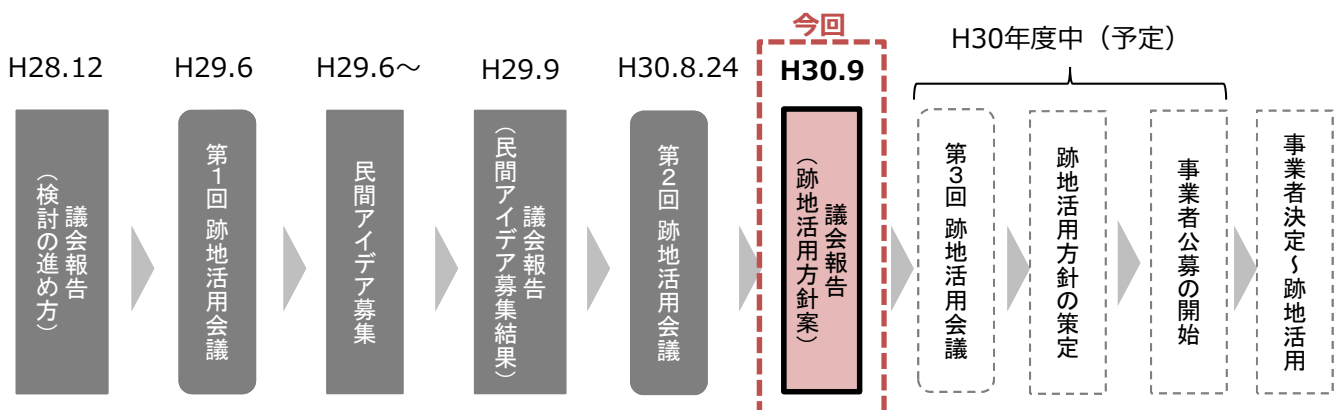 今回
H30年度中（予定）
H28.12
H29.6
H29.6～
H29.9
H30.8.24
H30.9
議会報告
（検討の進め方）
第1回 跡地活用会議
民間アイデア募集
議会報告
（民間アイデア募集結果）
第2回 跡地活用会議
議会報告
（跡地活用方針案）
第3回 跡地活用会議
跡地活用方針の策定
事業者公募の開始
事業者決定～跡地活用